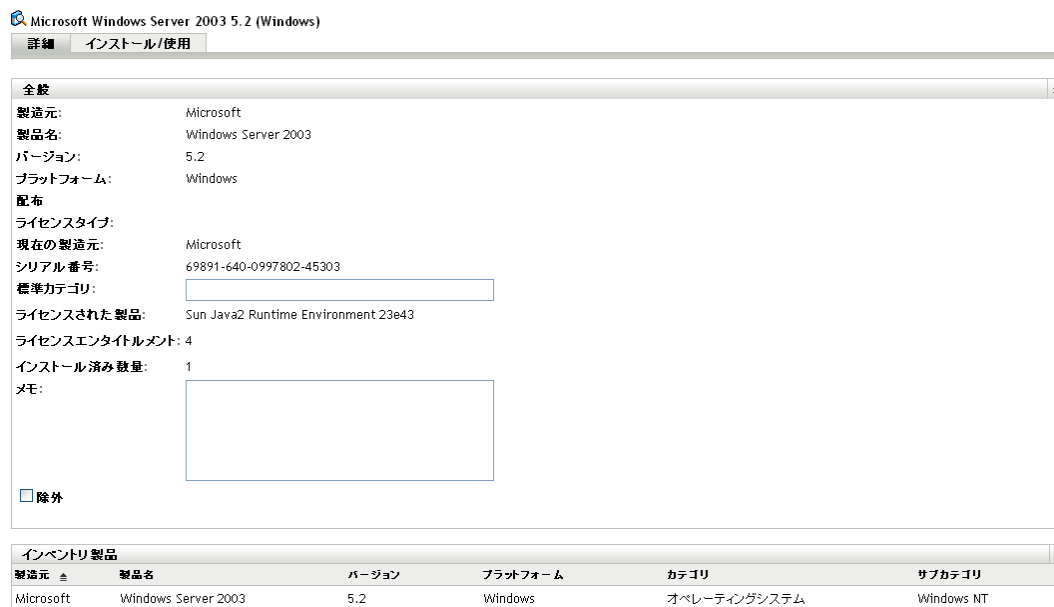 Microsoft Windows Server 2003 5.2 (Windows)
詳細 インストール/使用
全般
製造元: Microsoft
製品名: Windows Server 2003
バージョン: 5.2
プラットフォーム: Windows
配布
ライセンスタイプ:
現在の製造元: Microsoft
シリアル番号: 69891-640-0997802-45303
標準カテゴリ:
ライセンスされた製品: Sun Java2 Runtime Environment 23e43
ライセンスエンタイトルメント: 4
インストール済み数量: 1
メモ:
除外
インベントリ製品
製造元 製品名 バージョン プラットフォーム カテゴリ サブカテゴリ
Microsoft Windows Server 2003 5.2 Windows オペレーティングシステム Windows NT